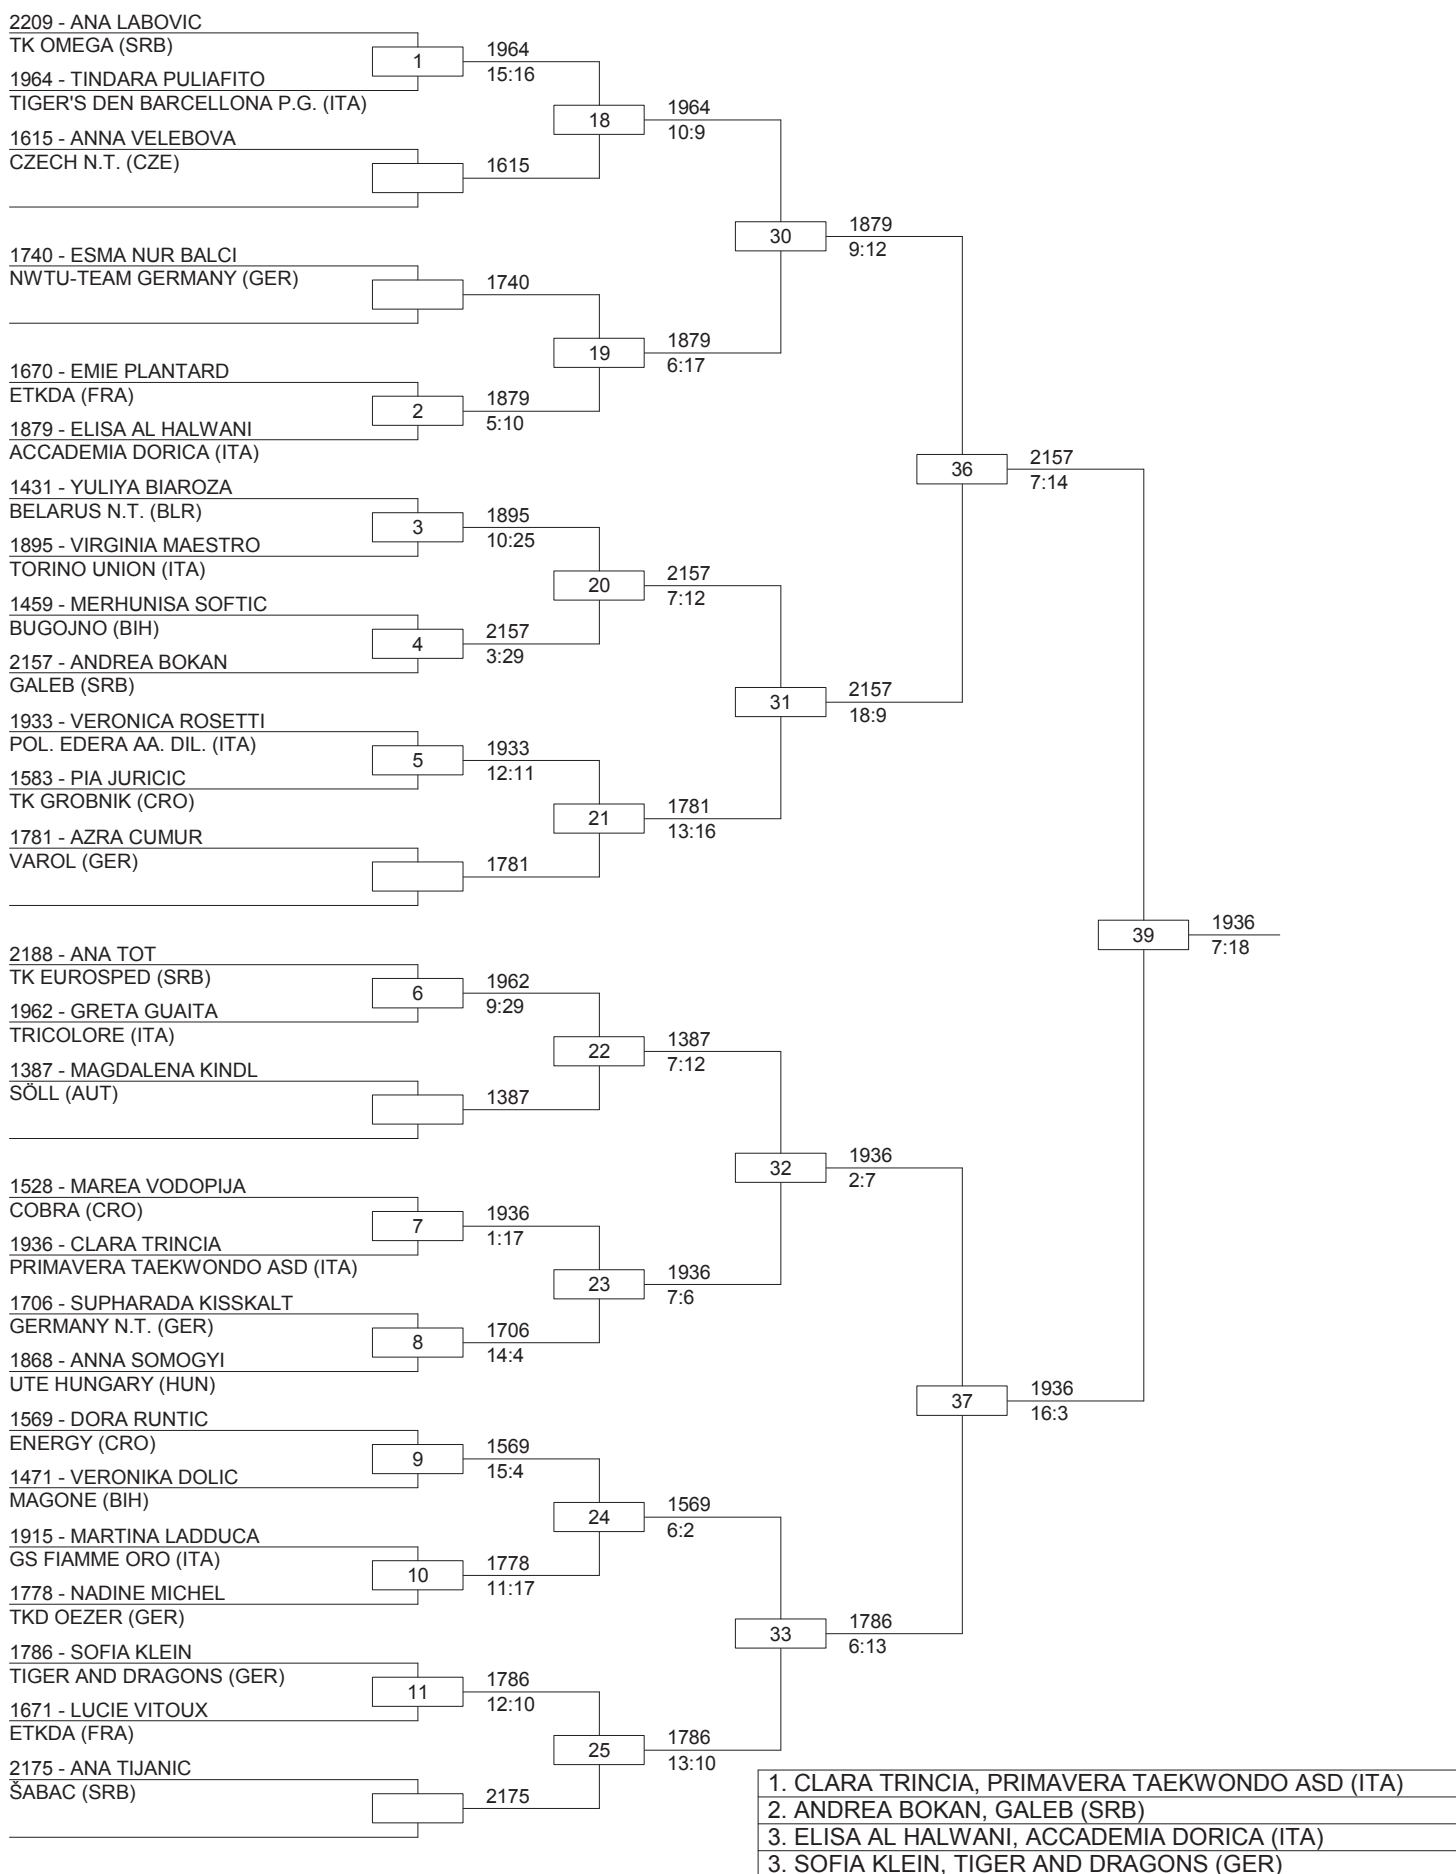 2209 - ANA LABOVIC
TK OMEGA (SRB)
1
1964
15:16
1964 - TINDARA PULIAFITO
TIGER'S DEN BARCELLONA P.G. (ITA)
18
1964
10:9
1615 - ANNA VELEBOVA
CZECH N.T. (CZE)
1615
30
1879
9:12
1740 - ESMA NUR BALCI
NWTU-TEAM GERMANY (GER)
1740
19
1879
6:17
1670 - EMIE PLANTARD
ETKDA (FRA)
2
1879
5:10
1879 - ELISA AL HALWANI
ACCADEMIA DORICA (ITA)
36
2157
7:14
1431 - YULIYA BIAROZA
BELARUS N.T. (BLR)
3
1895
10:25
1895 - VIRGINIA MAESTRO
TORINO UNION (ITA)
20
2157
7:12
1459 - MERHUNISA SOFTIC
BUGOJNO (BIH)
4
2157
3:29
2157 - ANDREA BOKAN
GALEB (SRB)
31
2157
18:9
1933 - VERONICA ROSETTI
POL. EDERA AA. DIL. (ITA)
5
1933
12:11
1583 - PIA JURICIC
TK GROBNIK (CRO)
21
1781
13:16
1781 - AZRA CUMUR
VAROL (GER)
1781
39
1936
7:18
2188 - ANA TOT
TK EUROSPED (SRB)
6
1962
9:29
1962 - GRETA GUAITA
TRICOLORE (ITA)
22
1387
7:12
1387 - MAGDALENA KINDL
SÖLL (AUT)
1387
32
1936
2:7
1528 - MAREA VODOPIJA
COBRA (CRO)
7
1936
1:17
1936 - CLARA TRINCIA
PRIMAVERA TAEKWONDO ASD (ITA)
23
1936
7:6
1706 - SUPHARADA KISSKALT
GERMANY N.T. (GER)
8
1706
14:4
1868 - ANNA SOMOGYI
UTE HUNGARY (HUN)
37
1936
16:3
1569 - DORA RUNTIC
ENERGY (CRO)
9
1569
15:4
1471 - VERONIKA DOLIC
MAGONE (BIH)
24
1569
6:2
1915 - MARTINA LADDUCA
GS FIAMME ORO (ITA)
10
1778
11:17
1778 - NADINE MICHEL
TKD OEZER (GER)
33
1786
6:13
1786 - SOFIA KLEIN
TIGER AND DRAGONS (GER)
11
1786
12:10
1671 - LUCIE VITOUX
ETKDA (FRA)
25
1786
13:10
2175 - ANA TIJANIC
ŠABAC (SRB)
2175
1. CLARA TRINCIA, PRIMAVERA TAEKWONDO ASD (ITA)
2. ANDREA BOKAN, GALEB (SRB)
3. ELISA AL HALWANI, ACCADEMIA DORICA (ITA)
3. SOFIA KLEIN, TIGER AND DRAGONS (GER)